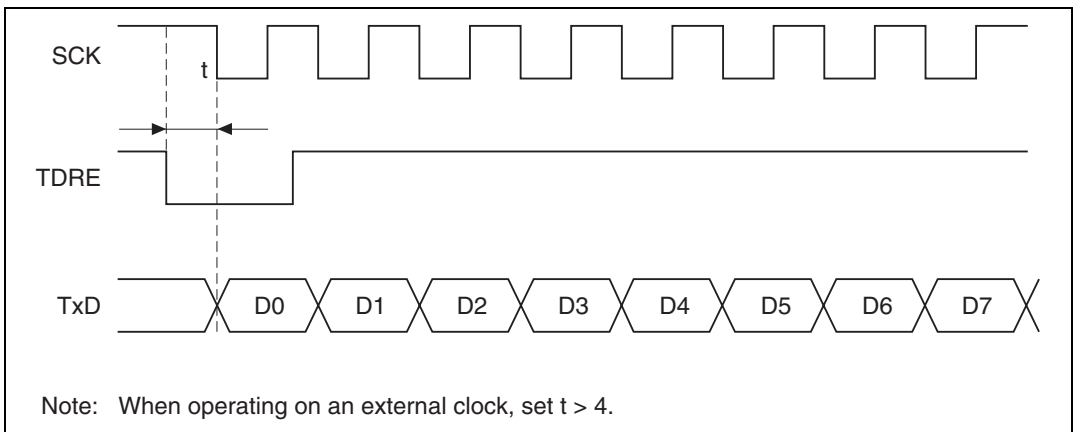 SCK
t
TDRE
TxD D0 D1 D2 D3 D4 D5 D6 D7
Note: When operating on an external clock, set t > 4.